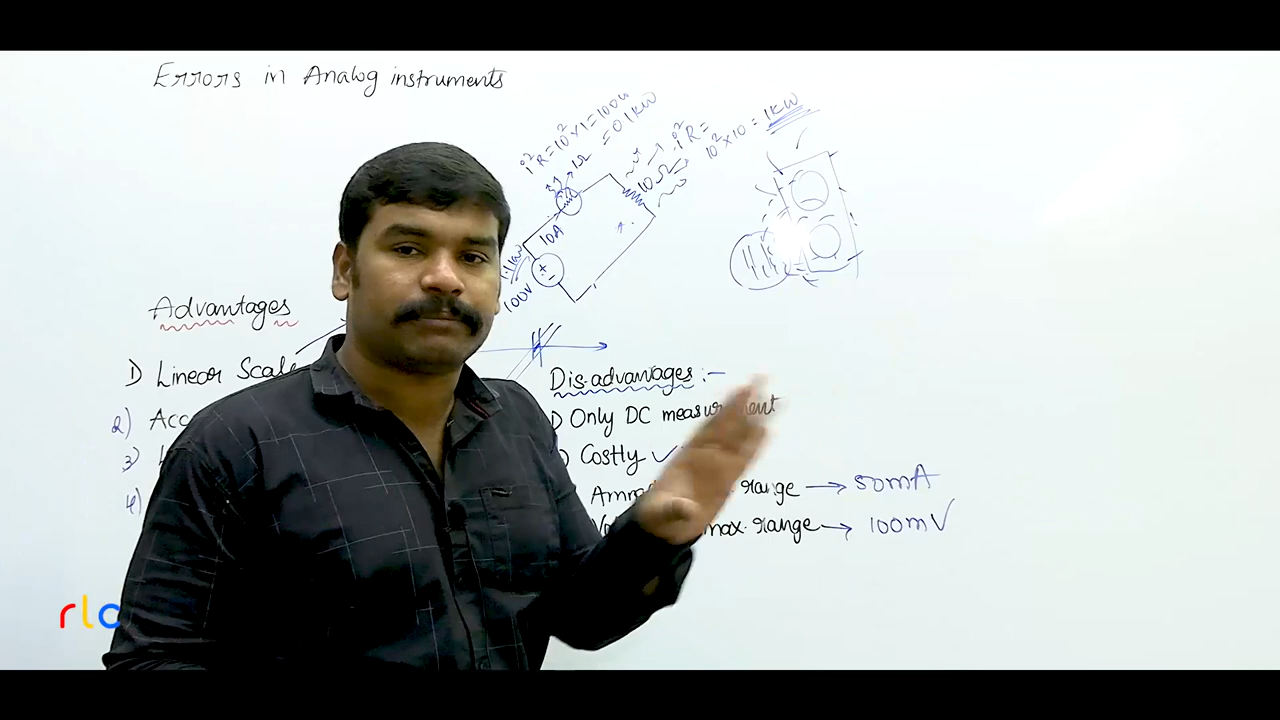 Errors in Analog instruments
i²R = 10² × 1 = 100W
= 0.1KW
1Ω
i²R =
10² × 10 = 1KW
10Ω
10A
+
-
100V
Advantages
1) Linear Scale
2) Acc
3)
4)
Dis.advantages :-
1) Only DC measurement
) Costly ✓
range → 50mA
max. range → 100mV
rlc